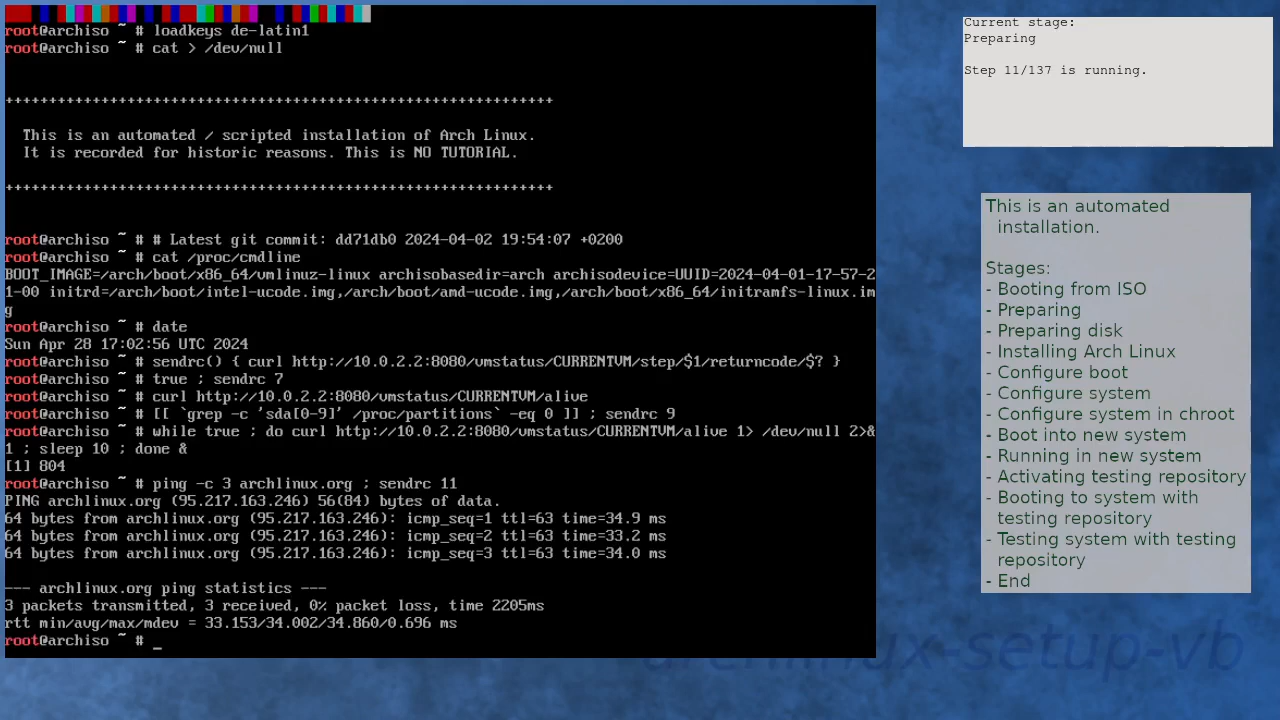 root@archiso ~ # loadkeys de-latin1
root@archiso ~ # cat > /dev/null
+++++++++++++++++++++++++++++++++++++++++++++++++++++++++++++++
This is an automated / scripted installation of Arch Linux.
It is recorded for historic reasons. This is NO TUTORIAL.
+++++++++++++++++++++++++++++++++++++++++++++++++++++++++++++++
root@archiso ~ # # Latest git commit: dd71db0 2024-04-02 19:54:07 +0200
root@archiso ~ # cat /proc/cmdline
BOOT_IMAGE=/arch/boot/x86_64/vmlinuz-linux archisobasedir=arch archisodevice=UUID=2024-04-01-17-57-2
1-00 initrd=/arch/boot/intel-ucode.img,/arch/boot/amd-ucode.img,/arch/boot/x86_64/initramfs-linux.im
g
root@archiso ~ # date
Sun Apr 28 17:02:56 UTC 2024
root@archiso ~ # sendrc() { curl http://10.0.2.2:8080/vmstatus/CURRENTVM/step/$1/returncode/$? }
root@archiso ~ # true ; sendrc 7
root@archiso ~ # curl http://10.0.2.2:8080/vmstatus/CURRENTVM/alive
root@archiso ~ # [[ `grep -c 'sda[0-9]' /proc/partitions` -eq 0 ]] ; sendrc 9
root@archiso ~ # while true ; do curl http://10.0.2.2:8080/vmstatus/CURRENTVM/alive 1> /dev/null 2>&
1 ; sleep 10 ; done &
[1] 804
root@archiso ~ # ping -c 3 archlinux.org ; sendrc 11
PING archlinux.org (95.217.163.246) 56(84) bytes of data.
64 bytes from archlinux.org (95.217.163.246): icmp_seq=1 ttl=63 time=34.9 ms
64 bytes from archlinux.org (95.217.163.246): icmp_seq=2 ttl=63 time=33.2 ms
64 bytes from archlinux.org (95.217.163.246): icmp_seq=3 ttl=63 time=34.0 ms
--- archlinux.org ping statistics ---
3 packets transmitted, 3 received, 0% packet loss, time 2205ms
rtt min/avg/max/mdev = 33.153/34.002/34.860/0.696 ms
root@archiso ~ # _
Current stage:
Preparing
Step 11/137 is running.
This is an automated
installation.
Stages:
- Booting from ISO
- Preparing
- Preparing disk
- Installing Arch Linux
- Configure boot
- Configure system
- Configure system in chroot
- Boot into new system
- Running in new system
- Activating testing repository
- Booting to system with
testing repository
- Testing system with testing
repository
- End
archlinux-setup-vb